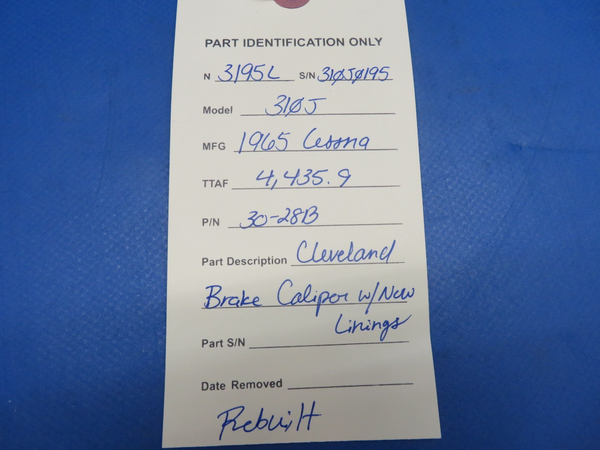 PART IDENTIFICATION ONLY
N 3195L S/N 310J0195
Model 310J
MFG 1965 Cessna
TTAF 4,435.9
P/N 30-28B
Part Description Cleveland
Brake Caliper w/New
Linings
Part S/N
Date Removed
Rebuilt